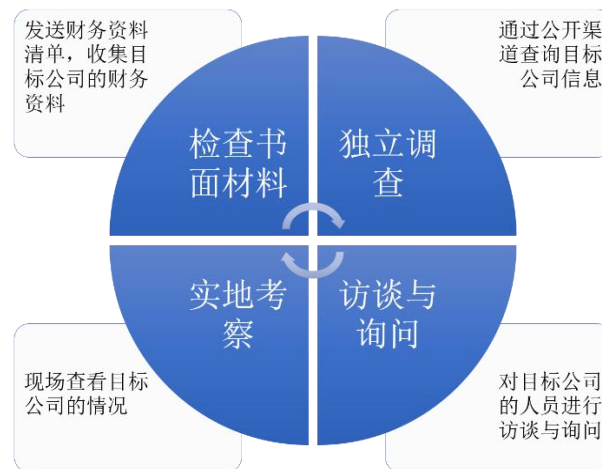 发送财务资料
清单，收集目
标公司的财务
资料
通过公开渠
道查询目标
公司信息
检查书
面材料
独立调
查
实地考
察
访谈与
询问
现场查看目标
公司的情况
对目标公司
的人员进行
访谈与询问